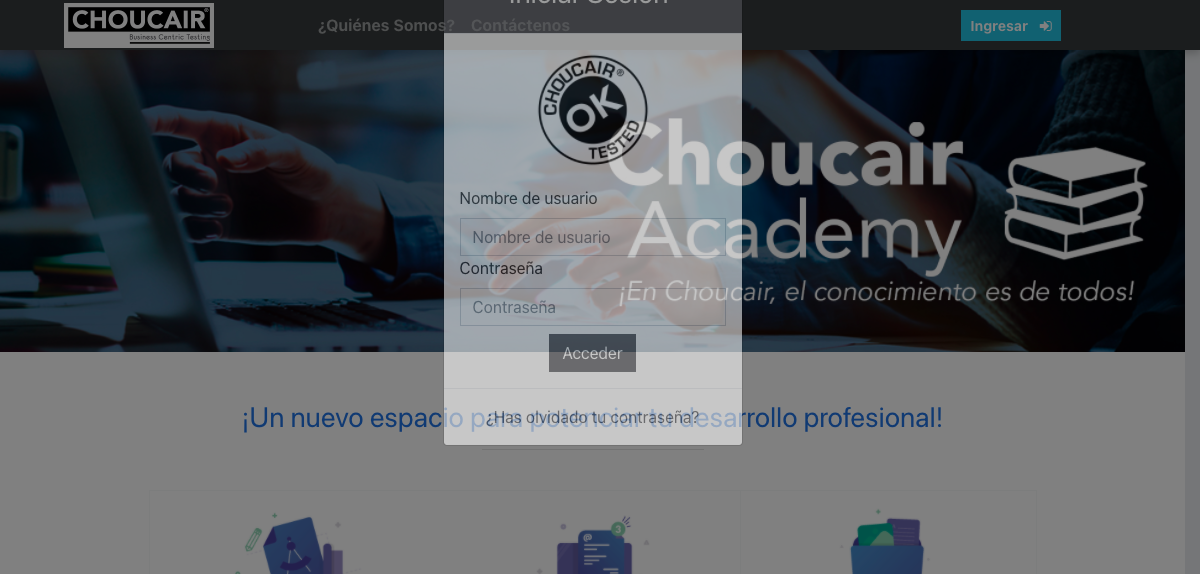 Iniciar Sesión
CHOUCAIR®
Business Centric Testing
¿Quiénes Somos?
Contáctenos
Ingresar
CHOUCAIR®
OK
TESTED
Choucair
Academy
¡En Choucair, el conocimiento es de todos!
Nombre de usuario
Nombre de usuario
Contraseña
Contraseña
Acceder
¿Has olvidado tu contraseña?
¡Un nuevo espacio para potenciar tu desarrollo profesional!